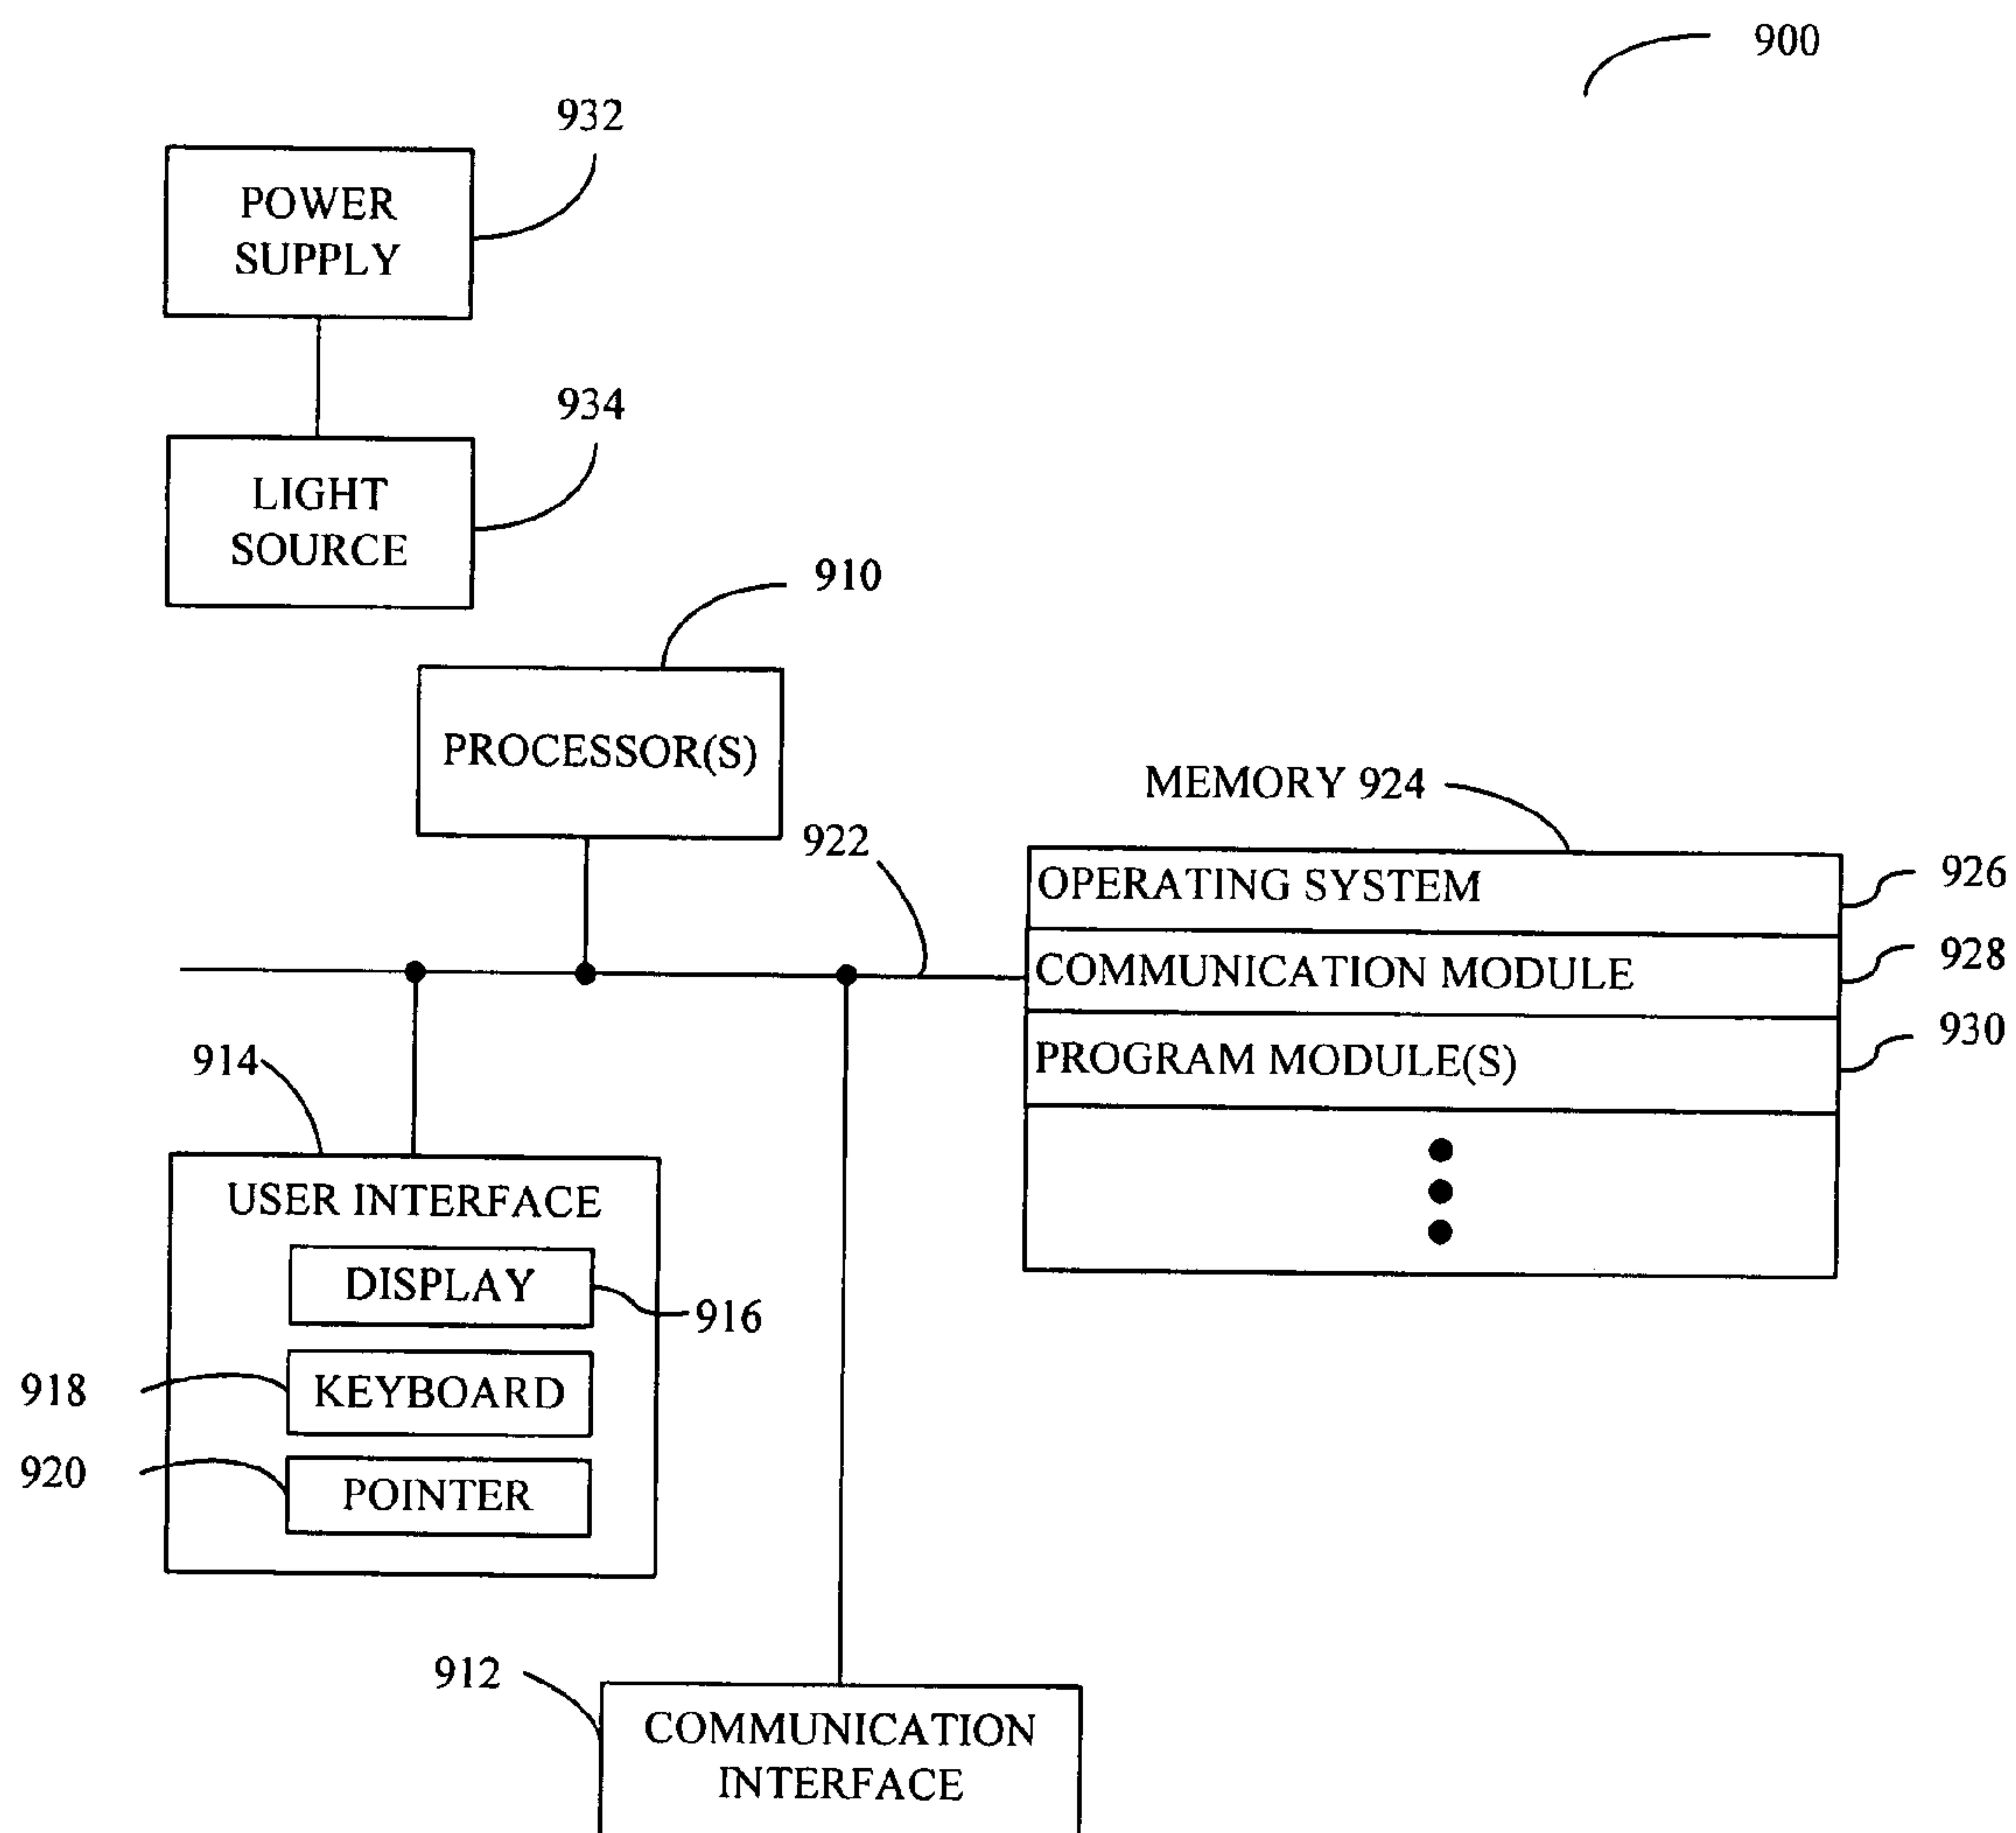 900
932
POWER
SUPPLY
934
LIGHT
SOURCE
910
PROCESSOR(S)
MEMORY 924
922
OPERATING SYSTEM
926
COMMUNICATION MODULE
928
PROGRAM MODULE(S)
930
914
USER INTERFACE
DISPLAY
916
918
KEYBOARD
920
POINTER
912
COMMUNICATION
INTERFACE